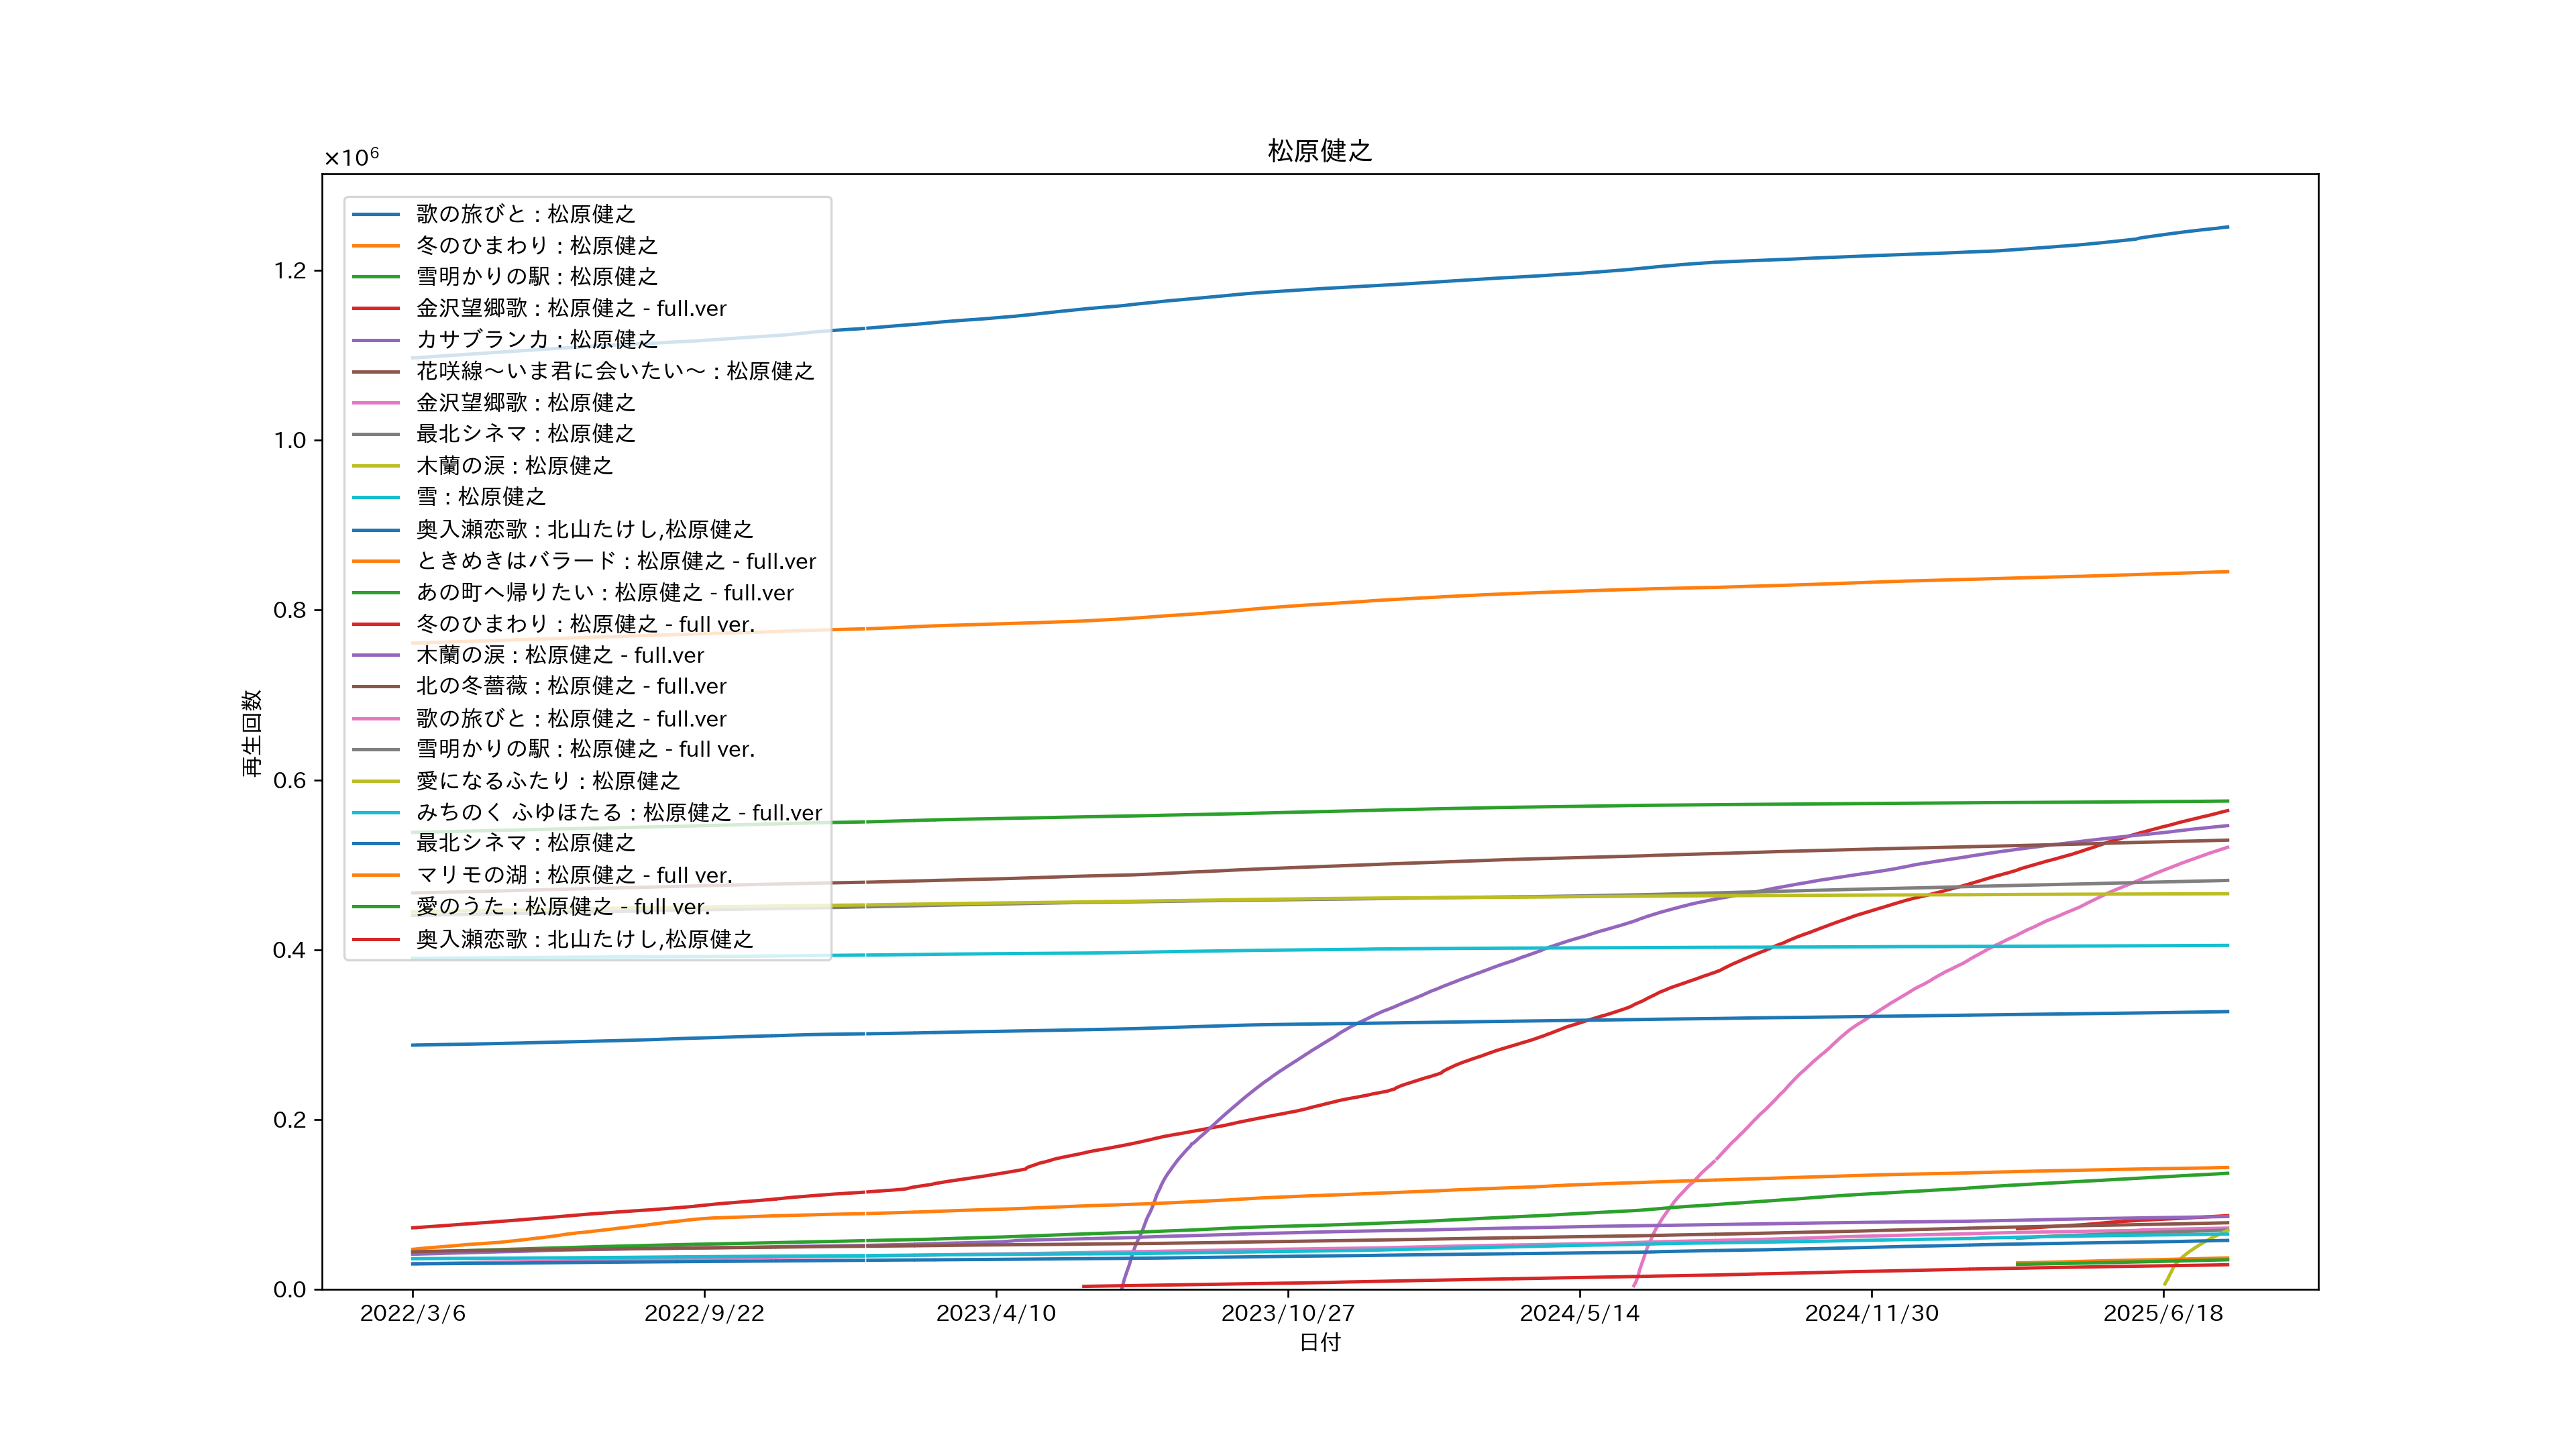 松原健之
×10⁶
歌の旅びと : 松原健之
冬のひまわり : 松原健之
雪明かりの駅 : 松原健之
金沢望郷歌 : 松原健之 - full.ver
カサブランカ : 松原健之
花咲線～いま君に会いたい～ : 松原健之
金沢望郷歌 : 松原健之
最北シネマ : 松原健之
木蘭の涙 : 松原健之
雪 : 松原健之
奥入瀬恋歌 : 北山たけし,松原健之
ときめきはバラード : 松原健之 - full.ver
あの町へ帰りたい : 松原健之 - full.ver
冬のひまわり : 松原健之 - full ver.
木蘭の涙 : 松原健之 - full.ver
北の冬薔薇 : 松原健之 - full.ver
歌の旅びと : 松原健之 - full.ver
雪明かりの駅 : 松原健之 - full ver.
愛になるふたり : 松原健之
みちのく ふゆほたる : 松原健之 - full.ver
最北シネマ : 松原健之
マリモの湖 : 松原健之 - full ver.
愛のうた : 松原健之 - full ver.
奥入瀬恋歌 : 北山たけし,松原健之
1.2
1.0
0.8
0.6
0.4
0.2
0.0
再生回数
2022/3/6
2022/9/22
2023/4/10
2023/10/27
2024/5/14
2024/11/30
2025/6/18
日付